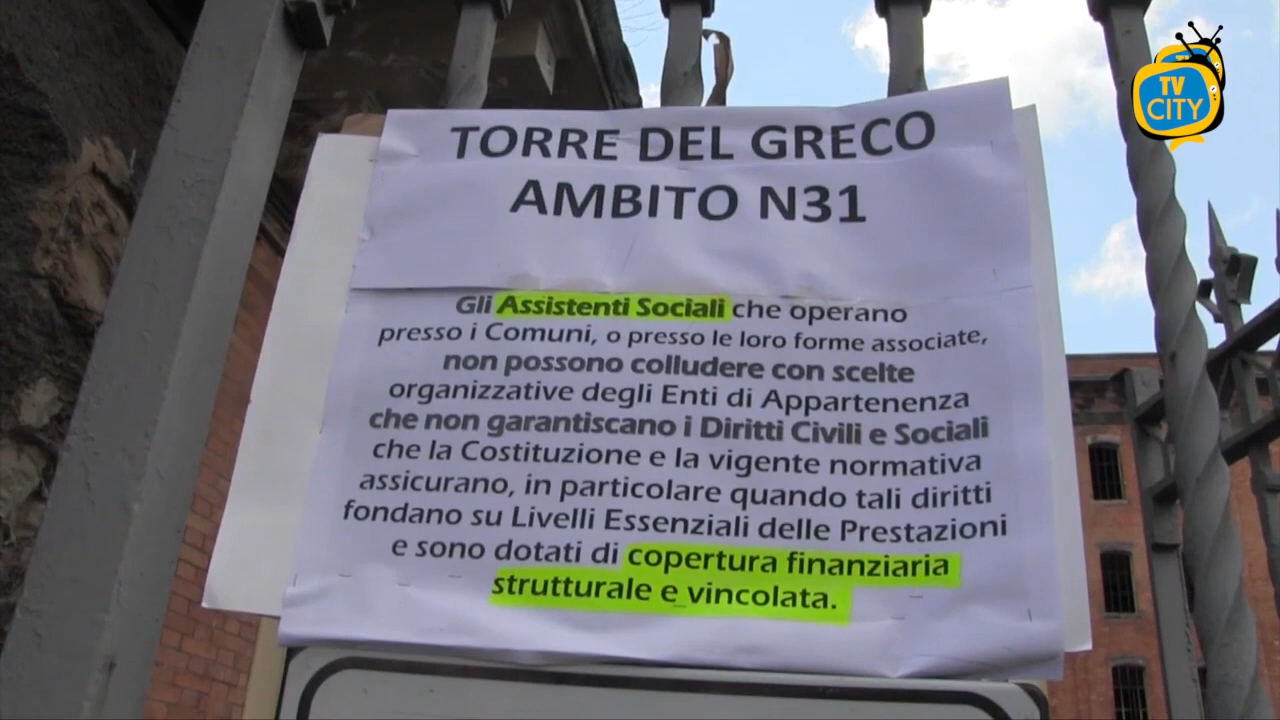 TV
CITY
TORRE DEL GRECO
AMBITO N31
Gli Assistenti Sociali che operano
presso i Comuni, o presso le loro forme associate,
non possono colludere con scelte
organizzative degli Enti di Appartenenza
che non garantiscano i Diritti Civili e Sociali
che la Costituzione e la vigente normativa
assicurano, in particolare quando tali diritti
fondano su Livelli Essenziali delle Prestazioni
e sono dotati di copertura finanziaria
strutturale e vincolata.